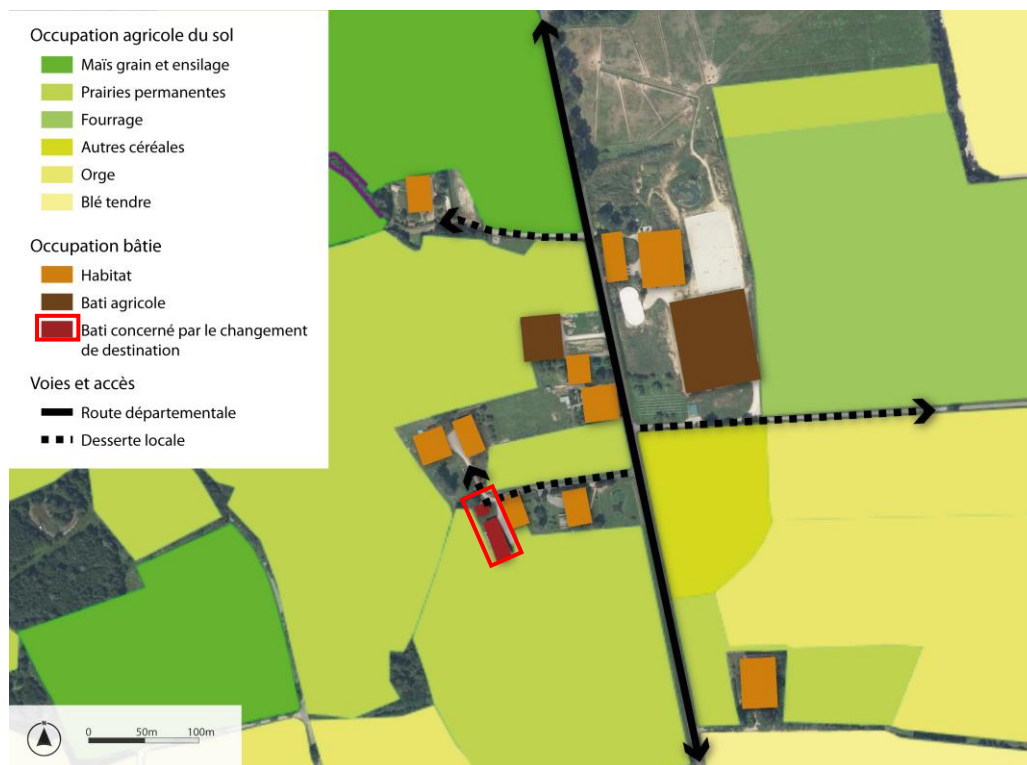 Occupation agricole du sol
Maïs grain et ensilage
Prairies permanentes
Fourrage
Autres céréales
Orge
Blé tendre
Occupation bâtie
Habitat
Bati agricole
Bati concerné par le changement
de destination
Voies et accès
Route départementale
Desserte locale
N
0 50m 100m